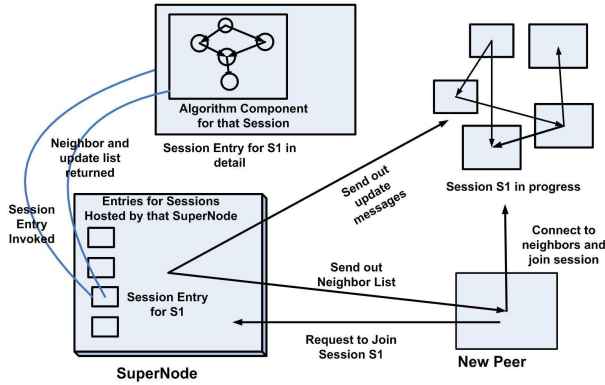 Algorithm Component
for that Session
Session Entry for S1 in
detail
Neighbor and
update list
returned
Session
Entry
Invoked
Entries for Sessions
Hosted by that SuperNode
Session Entry
for S1
SuperNode
Send out
update
messages
Session S1 in progress
Connect to
neighbors and
join session
Send out
Neighbor List
Request to Join
Session S1
New Peer